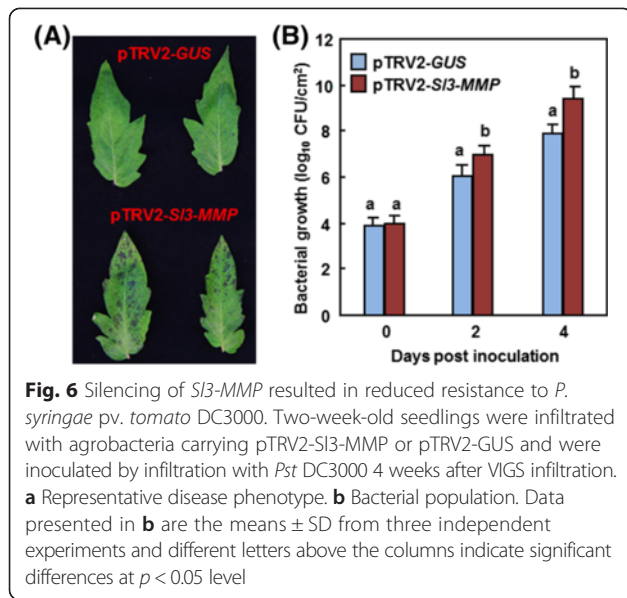 (A)
pTRV2-GUS
pTRV2-Sl3-MMP
(B)
12
10
8
6
4
2
0
Bacterial growth (log₁₀ CFU/cm²)
pTRV2-GUS
pTRV2-Sl3-MMP
a
a
a
b
a
b
0
2
4
Days post inoculation
Fig. 6 Silencing of Sl3-MMP resulted in reduced resistance to P.
syringae pv. tomato DC3000. Two-week-old seedlings were infiltrated
with agrobacteria carrying pTRV2-Sl3-MMP or pTRV2-GUS and were
inoculated by infiltration with Pst DC3000 4 weeks after VIGS infiltration.
a Representative disease phenotype. b Bacterial population. Data
presented in b are the means ± SD from three independent
experiments and different letters above the columns indicate significant
differences at p < 0.05 level